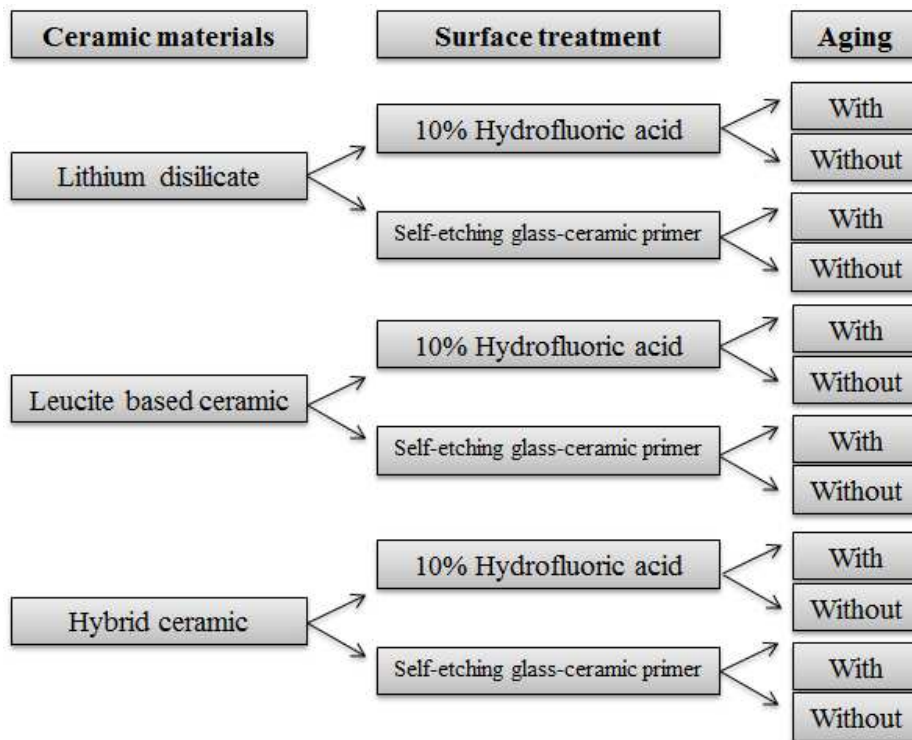 Ceramic materials
Surface treatment
Aging
Lithium disilicate
10% Hydrofluoric acid
With
Without
Self-etching glass-ceramic primer
With
Without
Leucite based ceramic
10% Hydrofluoric acid
With
Without
Self-etching glass-ceramic primer
With
Without
Hybrid ceramic
10% Hydrofluoric acid
With
Without
Self-etching glass-ceramic primer
With
Without